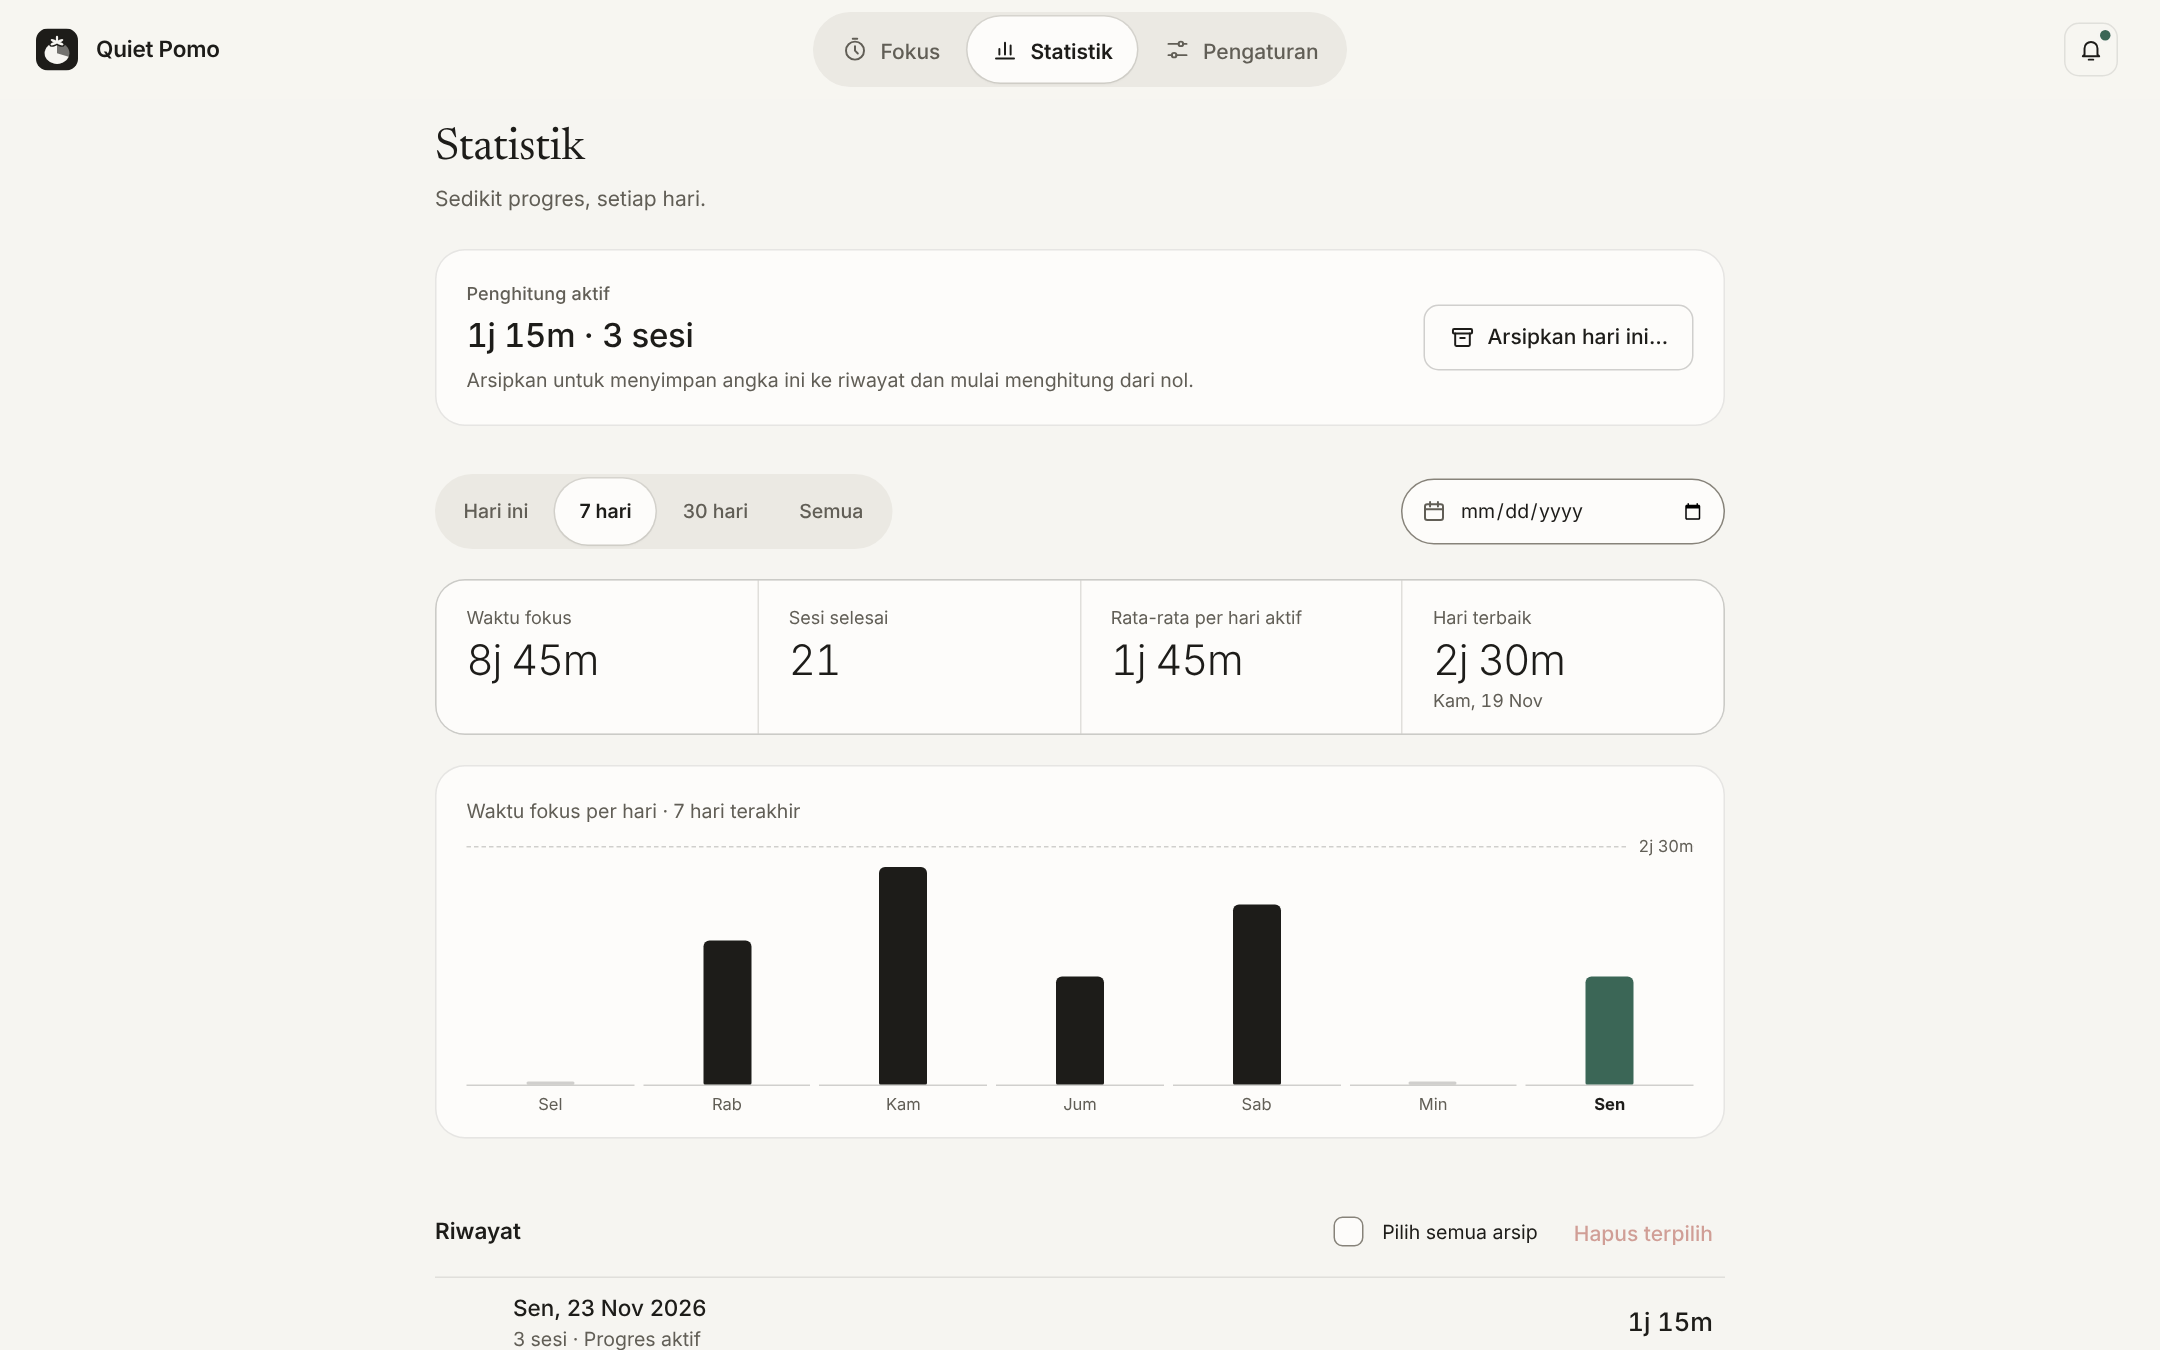 Quiet Pomo
Fokus
Statistik
Pengaturan
Statistik
Sedikit progres, setiap hari.
Penghitung aktif
1j 15m · 3 sesi
Arsipkan untuk menyimpan angka ini ke riwayat dan mulai menghitung dari nol.
Arsipkan hari ini...
Hari ini
7 hari
30 hari
Semua
mm/dd/yyyy
Waktu fokus
8j 45m
Sesi selesai
21
Rata-rata per hari aktif
1j 45m
Hari terbaik
2j 30m
Kam, 19 Nov
Waktu fokus per hari · 7 hari terakhir
2j 30m
Sel
Rab
Kam
Jum
Sab
Min
Sen
Riwayat
Pilih semua arsip
Hapus terpilih
Sen, 23 Nov 2026
3 sesi · Progres aktif
1j 15m